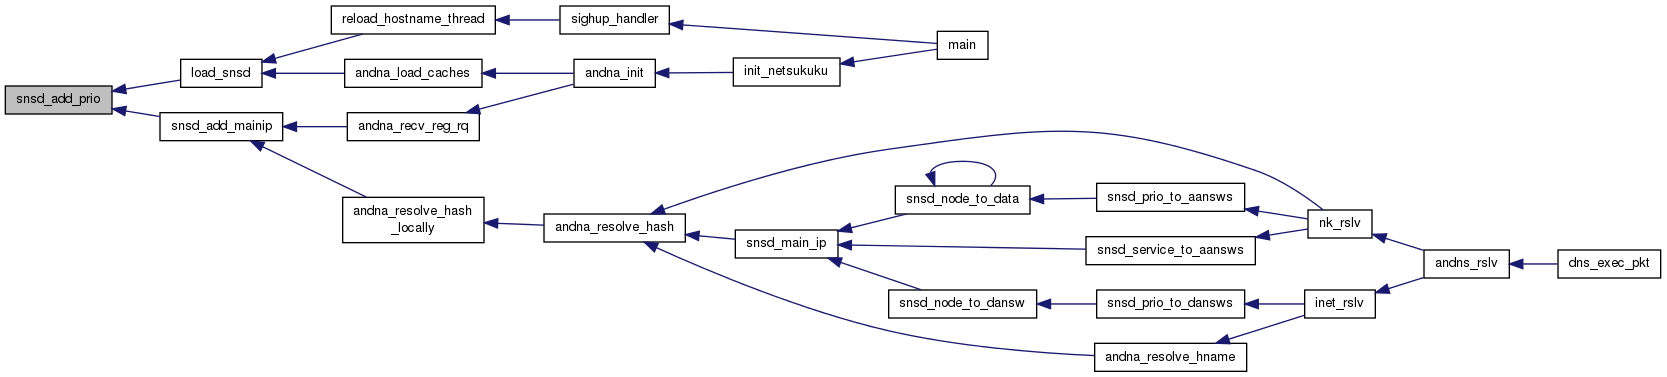 reload_hostname_thread
sighup_handler
main
load_snsd
andna_load_caches
andna_init
init_netsukuku
snsd_add_prio
snsd_add_mainip
andna_recv_reg_rq
andna_resolve_hash
_locally
andna_resolve_hash
snsd_main_ip
snsd_node_to_data
snsd_prio_to_aansws
nk_rslv
snsd_service_to_aansws
andns_rslv
dns_exec_pkt
snsd_node_to_dansw
snsd_prio_to_dansws
inet_rslv
andna_resolve_hname